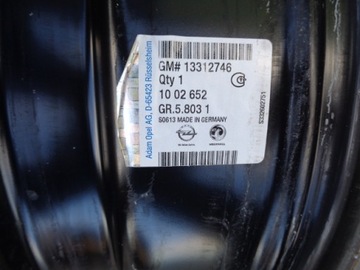 GM# 13312746
Qty 1
10 02 652
GR.5.803 1
S0613 MADE IN GERMANY
Adam Opel AG, D-65423 Rüsselsheim